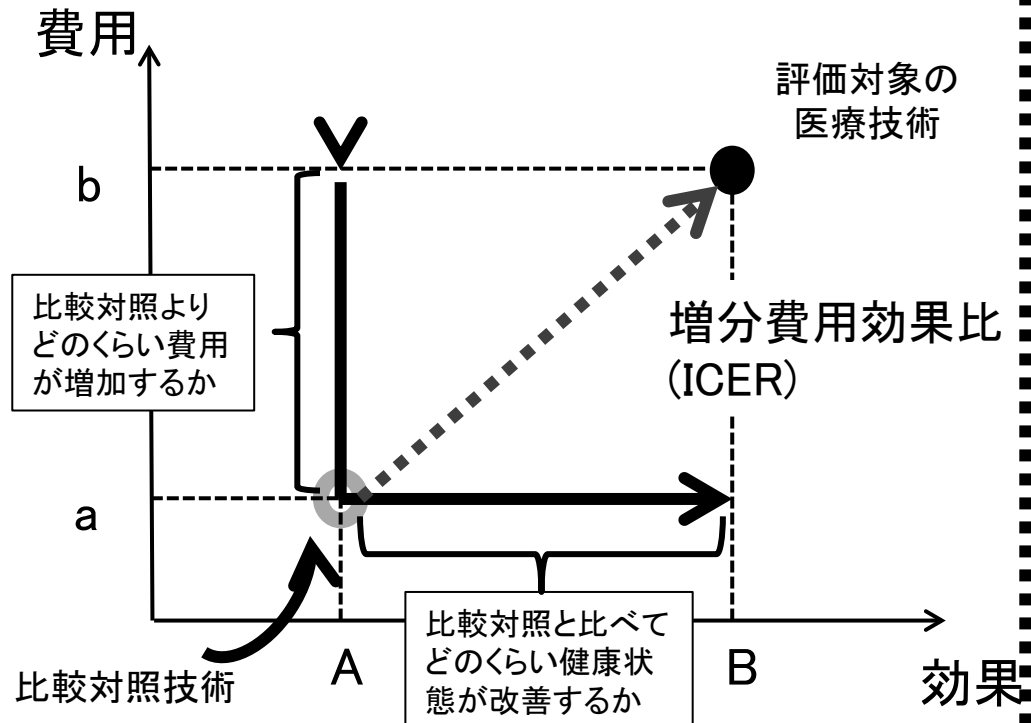 費用
評価対象の
医療技術
b
比較対照より
どのくらい費用
が増加するか
増分費用効果比
(ICER)
a
比較対照技術
A
比較対照と比べて
どのくらい健康状
態が改善するか
B
効果